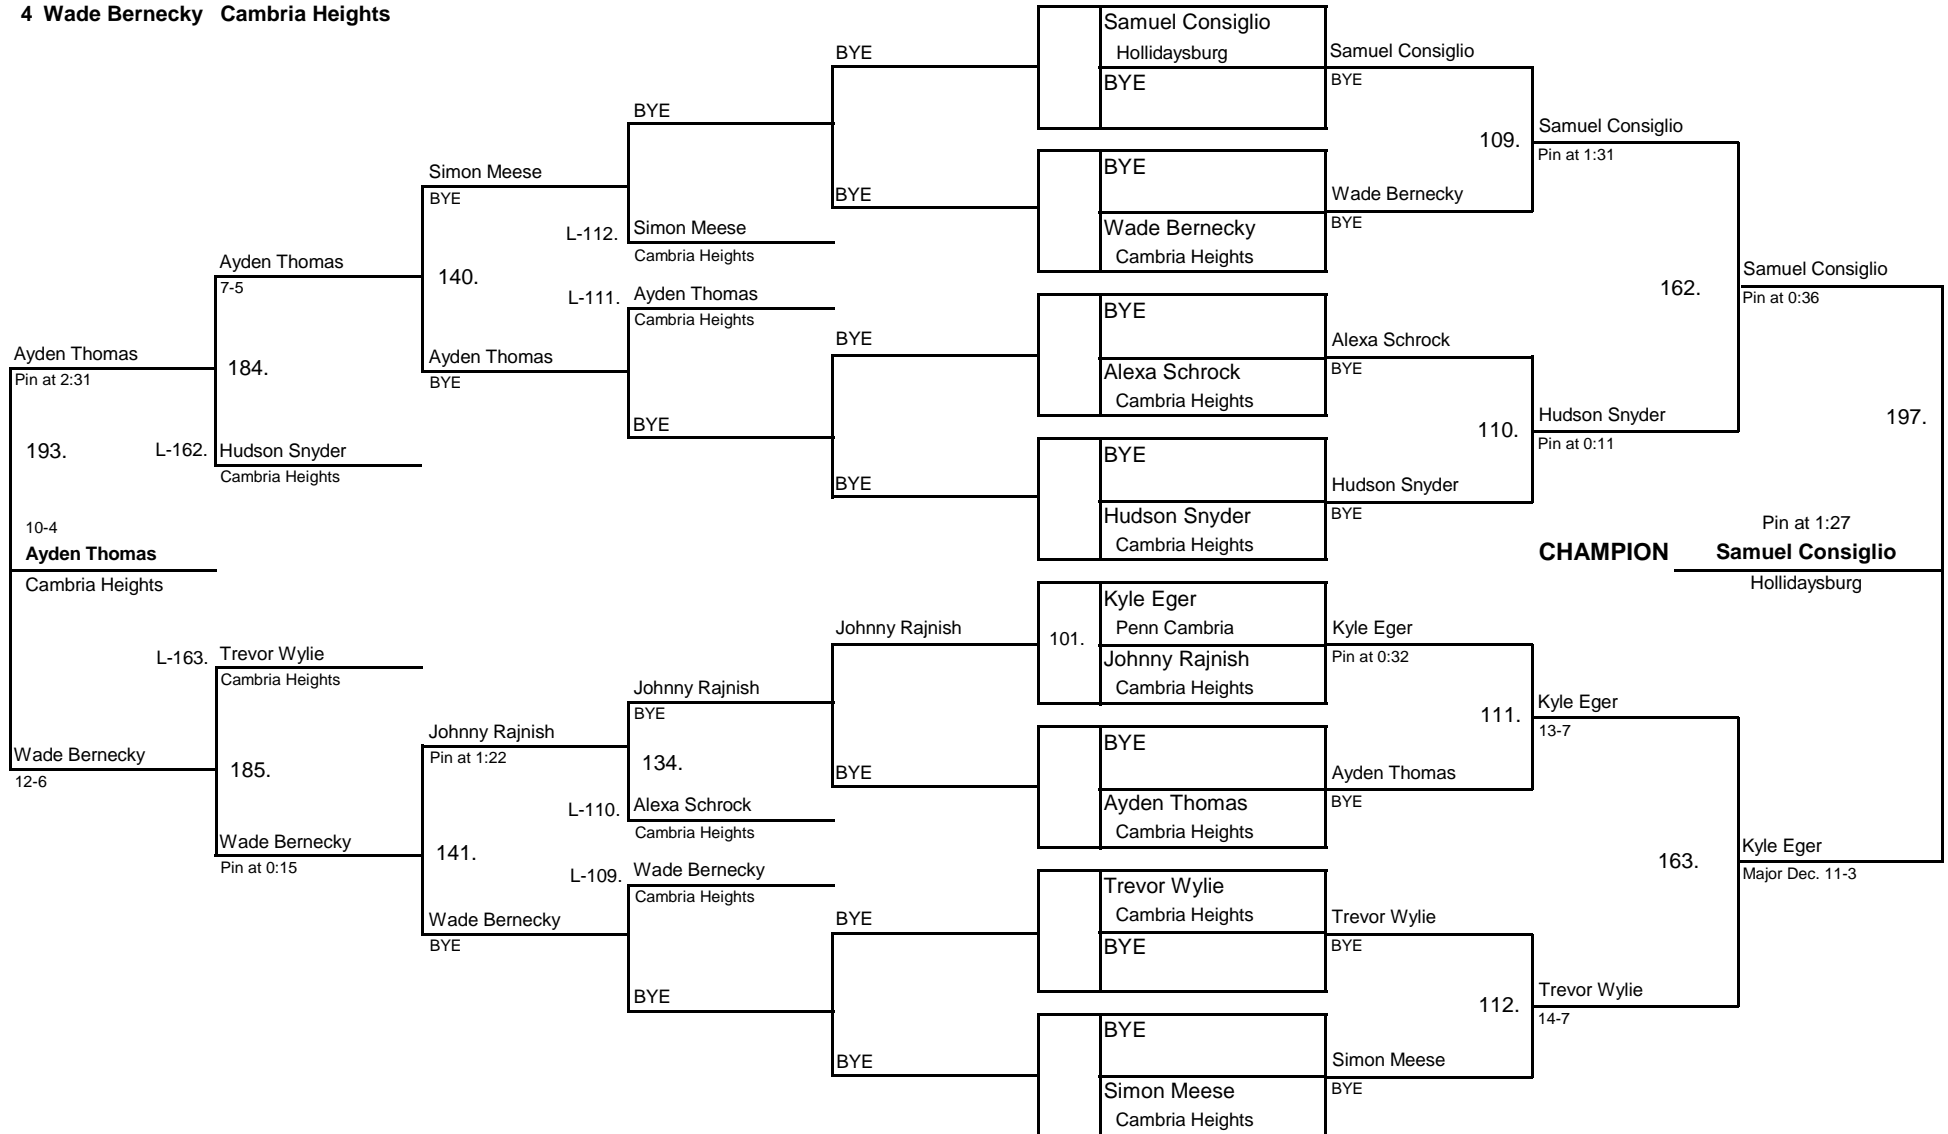 4 Wade Bernecky Cambria Heights
Samuel Consiglio
Hollidaysburg
BYE
BYE
Wade Bernecky
Cambria Heights
BYE
Alexa Schrock
Cambria Heights
BYE
Hudson Snyder
Cambria Heights
101.
Kyle Eger
Penn Cambria
Johnny Rajnish
Cambria Heights
BYE
Ayden Thomas
Cambria Heights
Trevor Wylie
Cambria Heights
BYE
BYE
Simon Meese
Cambria Heights
Samuel Consiglio
BYE
109.
Wade Bernecky
BYE
Alexa Schrock
BYE
110.
Hudson Snyder
BYE
Kyle Eger
Pin at 0:32
111.
Ayden Thomas
BYE
Trevor Wylie
BYE
112.
Simon Meese
BYE
Samuel Consiglio
Pin at 1:31
162.
Hudson Snyder
Pin at 0:11
Kyle Eger
13-7
163.
Trevor Wylie
14-7
Samuel Consiglio
Pin at 0:36
197.
Pin at 1:27
CHAMPION Samuel Consiglio
Hollidaysburg
Kyle Eger
Major Dec. 11-3
BYE
BYE
BYE
BYE
Johnny Rajnish
BYE
BYE
BYE
BYE
L-112. Simon Meese
Cambria Heights
L-111. Ayden Thomas
Cambria Heights
BYE
Johnny Rajnish
BYE
134.
L-110. Alexa Schrock
Cambria Heights
L-109. Wade Bernecky
Cambria Heights
BYE
Simon Meese
BYE
140.
Ayden Thomas
BYE
Johnny Rajnish
Pin at 1:22
141.
Wade Bernecky
BYE
Ayden Thomas
7-5
184.
L-162. Hudson Snyder
Cambria Heights
L-163. Trevor Wylie
Cambria Heights
185.
Wade Bernecky
Pin at 0:15
Ayden Thomas
Pin at 2:31
193.
10-4
Ayden Thomas
Cambria Heights
Wade Bernecky
12-6